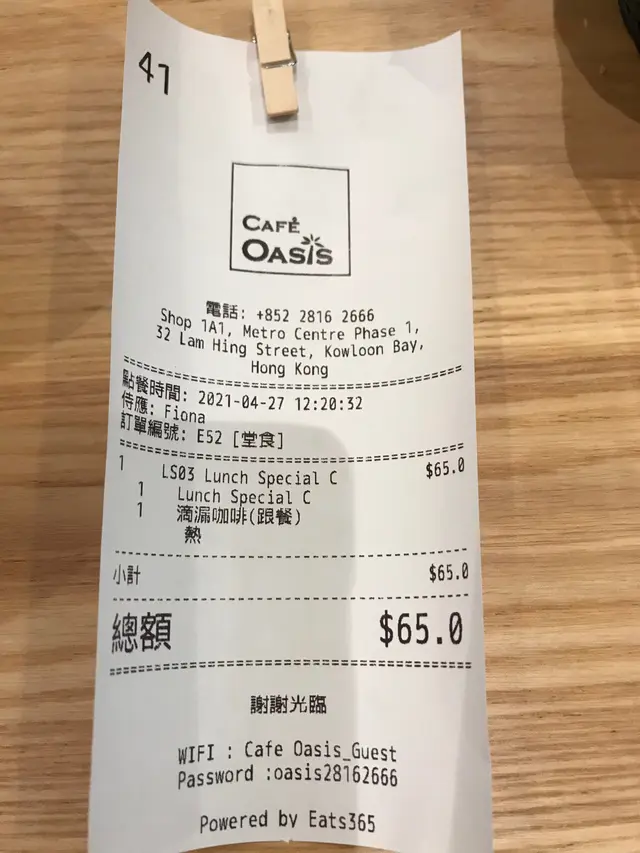 41
CAFÉ
OASIS
電話: +852 2816 2666
Shop 1A1, Metro Centre Phase 1,
32 Lam Hing Street, Kowloon Bay,
Hong Kong
點餐時間: 2021-04-27 12:20:32
侍應: Fiona
訂單編號: E52 [堂食]
1 LS03 Lunch Special C $65.0
1 Lunch Special C
1 滴漏咖啡(跟餐)
熱
小計 $65.0
總額 $65.0
謝謝光臨
WIFI : Cafe Oasis_Guest
Password :oasis28162666
Powered by Eats365